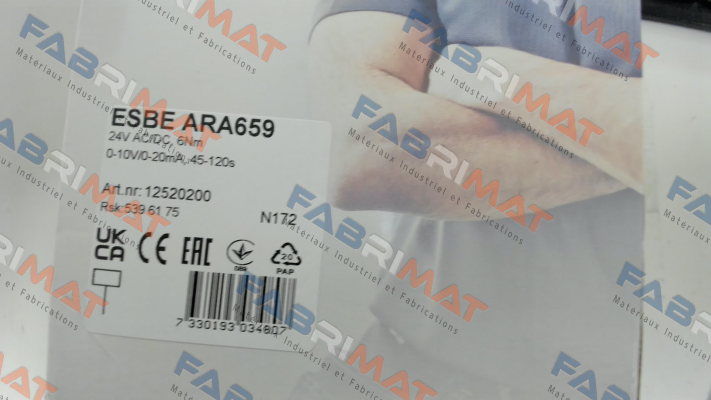 ESBE ARA659
24V AC/DC, 6Nm
0-10V/0-20mA, 45-120s
Art.nr: 12520200
Rsk: 539 61 75
N172
UK
CA
CE
EAC
20
PAP
7 330193 034807
FABRIMAT
Matériaux Industriel et Fabrications